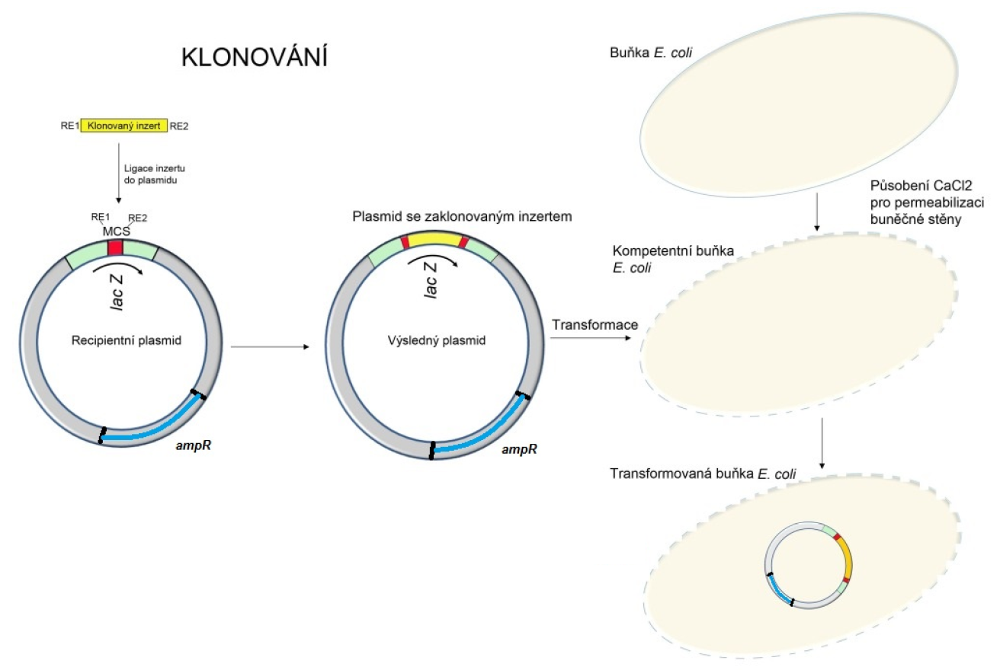 KLONOVÁNÍ
RE1 Klonovaný inzert RE2
Ligace inzertu
do plasmidu
RE1 RE2
MCS
lac Z
Recipientní plasmid
ampR
Plasmid se zaklonovaným inzertem
lac Z
Výsledný plasmid
ampR
Transformace
Buňka E. coli
Působení CaCl2
pro permeabilizaci
buněčné stěny
Kompetentní buňka
E. coli
Transformovaná buňka E. coli